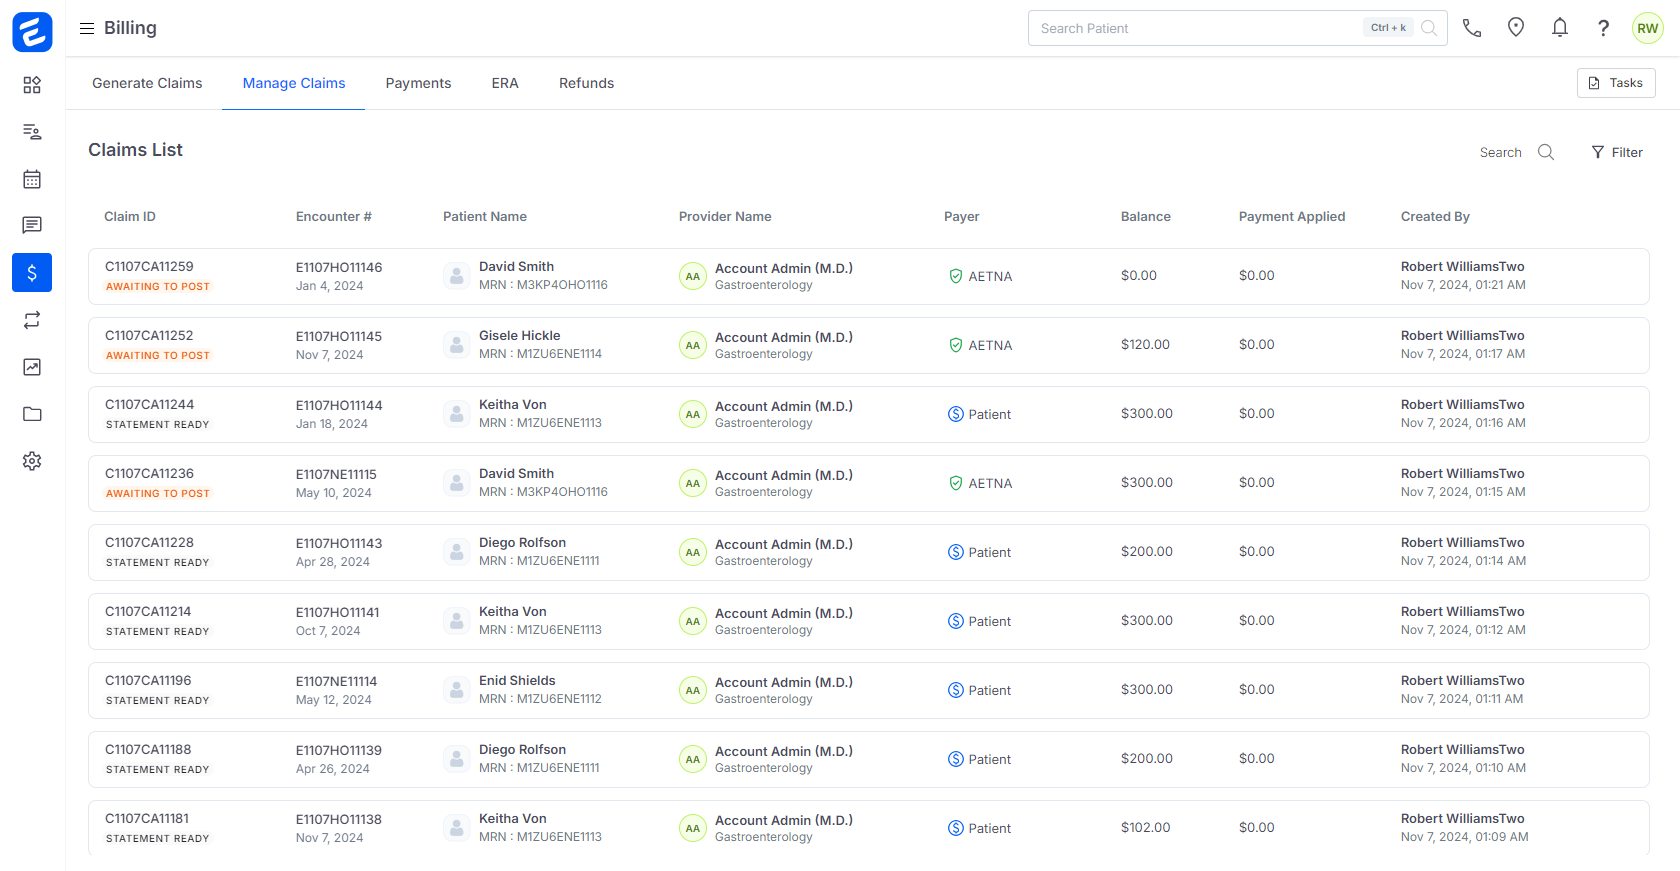 Billing
Search Patient
Ctrl + k
RW
Generate Claims
Manage Claims
Payments
ERA
Refunds
Tasks
Claims List
Search
Filter
Claim ID
Encounter #
Patient Name
Provider Name
Payer
Balance
Payment Applied
Created By
C1107CA11259
AWAITING TO POST
E1107HO11146
Jan 4, 2024
David Smith
MRN : M3KP4OHO1116
AA
Account Admin (M.D.)
Gastroenterology
AETNA
$0.00
$0.00
Robert WilliamsTwo
Nov 7, 2024, 01:21 AM
C1107CA11252
AWAITING TO POST
E1107HO11145
Nov 7, 2024
Gisele Hickle
MRN : M1ZU6ENE1114
AA
Account Admin (M.D.)
Gastroenterology
AETNA
$120.00
$0.00
Robert WilliamsTwo
Nov 7, 2024, 01:17 AM
C1107CA11244
STATEMENT READY
E1107HO11144
Jan 18, 2024
Keitha Von
MRN : M1ZU6ENE1113
AA
Account Admin (M.D.)
Gastroenterology
Patient
$300.00
$0.00
Robert WilliamsTwo
Nov 7, 2024, 01:16 AM
C1107CA11236
AWAITING TO POST
E1107NE11115
May 10, 2024
David Smith
MRN : M3KP4OHO1116
AA
Account Admin (M.D.)
Gastroenterology
AETNA
$300.00
$0.00
Robert WilliamsTwo
Nov 7, 2024, 01:15 AM
C1107CA11228
STATEMENT READY
E1107HO11143
Apr 28, 2024
Diego Rolfson
MRN : M1ZU6ENE1111
AA
Account Admin (M.D.)
Gastroenterology
Patient
$200.00
$0.00
Robert WilliamsTwo
Nov 7, 2024, 01:14 AM
C1107CA11214
STATEMENT READY
E1107HO11141
Oct 7, 2024
Keitha Von
MRN : M1ZU6ENE1113
AA
Account Admin (M.D.)
Gastroenterology
Patient
$300.00
$0.00
Robert WilliamsTwo
Nov 7, 2024, 01:12 AM
C1107CA11196
STATEMENT READY
E1107NE11114
May 12, 2024
Enid Shields
MRN : M1ZU6ENE1112
AA
Account Admin (M.D.)
Gastroenterology
Patient
$300.00
$0.00
Robert WilliamsTwo
Nov 7, 2024, 01:11 AM
C1107CA11188
STATEMENT READY
E1107HO11139
Apr 26, 2024
Diego Rolfson
MRN : M1ZU6ENE1111
AA
Account Admin (M.D.)
Gastroenterology
Patient
$200.00
$0.00
Robert WilliamsTwo
Nov 7, 2024, 01:10 AM
C1107CA11181
STATEMENT READY
E1107HO11138
Nov 7, 2024
Keitha Von
MRN : M1ZU6ENE1113
AA
Account Admin (M.D.)
Gastroenterology
Patient
$102.00
$0.00
Robert WilliamsTwo
Nov 7, 2024, 01:09 AM